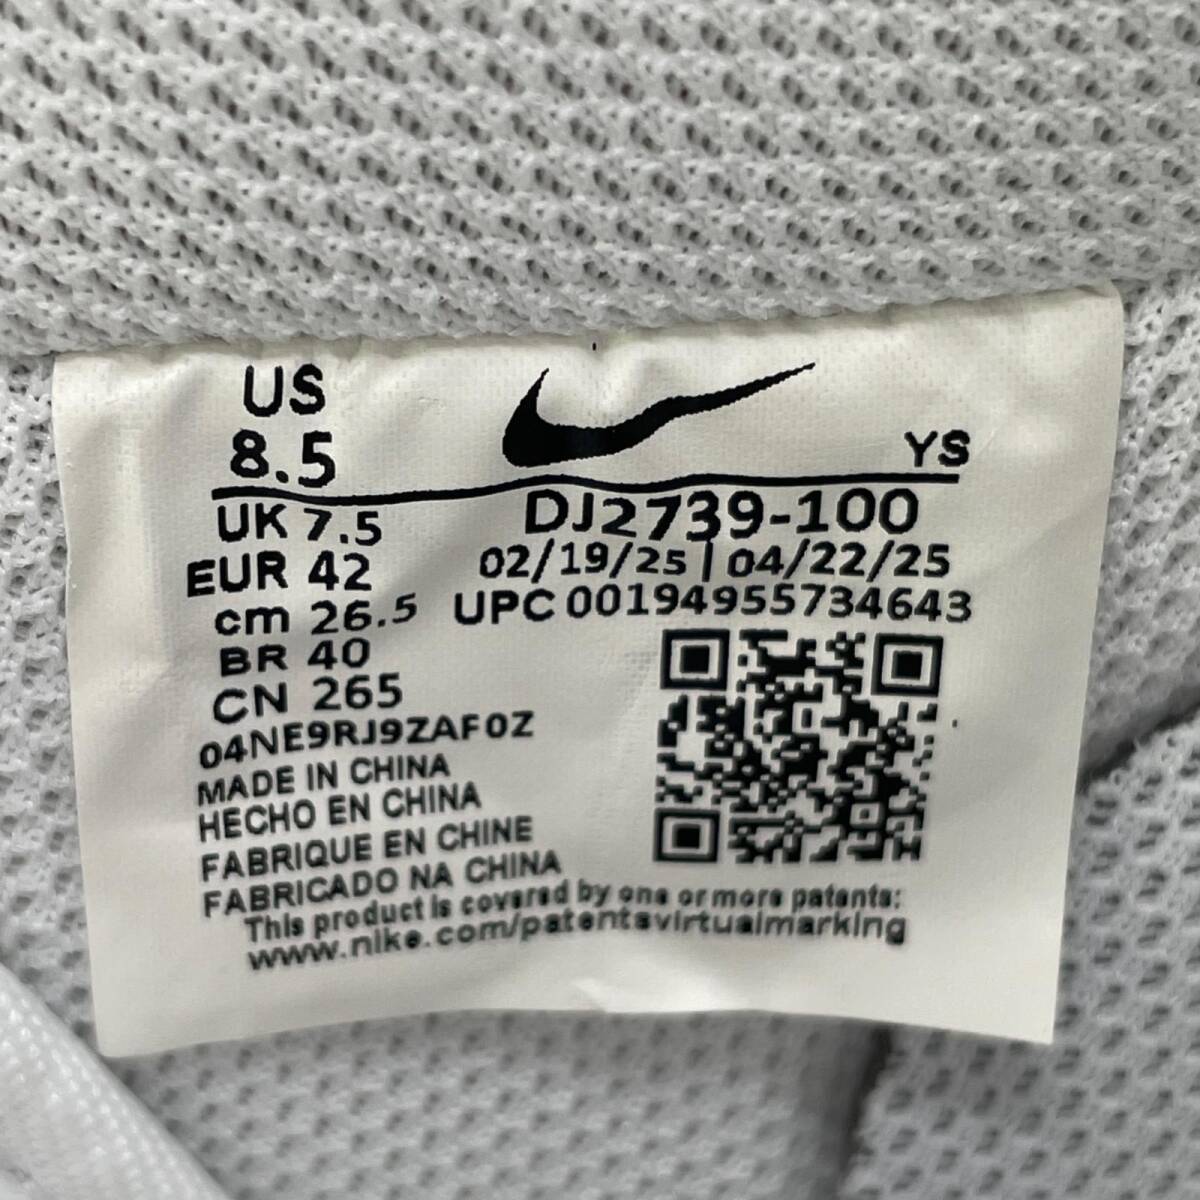 US
8.5
YS
UK 7.5
DJ2739-100
EUR 42
02/19/25 | 04/22/25
cm 26.5
UPC 00194955734643
BR 40
CN 265
04NE9RJ9ZAF0Z
MADE IN CHINA
HECHO EN CHINA
FABRIQUE EN CHINE
FABRICADO NA CHINA
This product is covered by one or more patents:
www.nike.com/patentsvirtualmarking